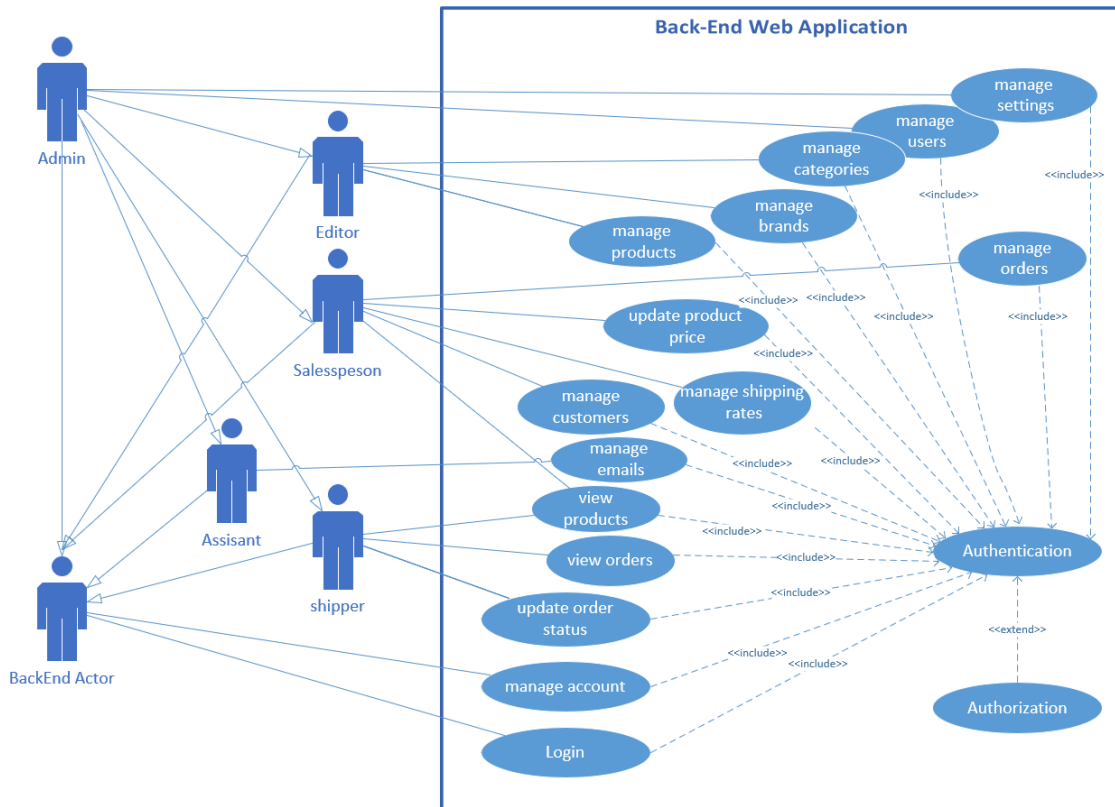 Back-End Web Application
manage
settings
Admin
manage
users
manage
categories
<<include>>
<<include>>
Editor
manage
brands
manage
products
manage
orders
<<include>>
<<include>>
<<include>>
<<include>>
update product
price
<<include>>
Salesspeson
manage
customers
manage shipping
rates
manage
emails
<<include>>
<<include>>
<<include>>
view
products
<<include>>
Assisant
view orders
<<include>>
Authentication
shipper
update order
status
<<include>>
<<extend>>
BackEnd Actor
manage account
<<include>>
<<include>>
Authorization
Login